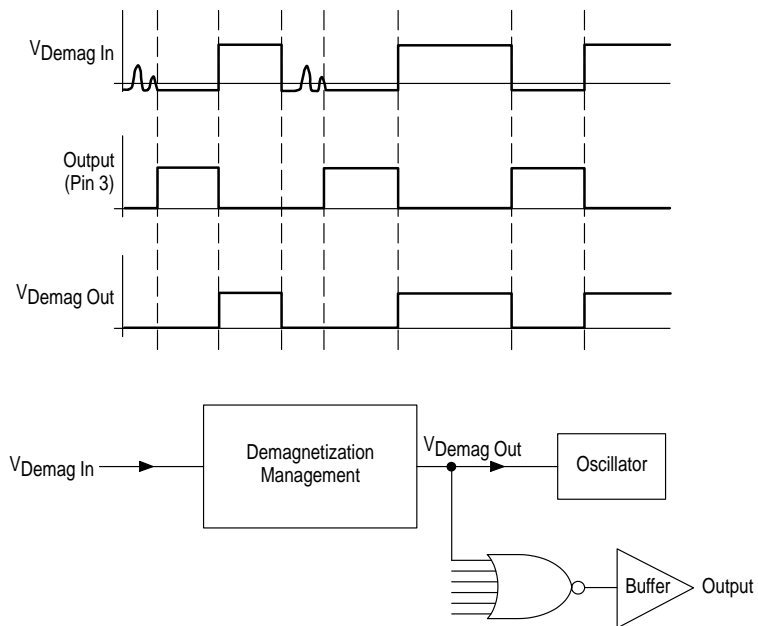 VDemag In
Output
(Pin 3)
VDemag Out
VDemag In
Demagnetization
Management
VDemag Out
Oscillator
Buffer
Output